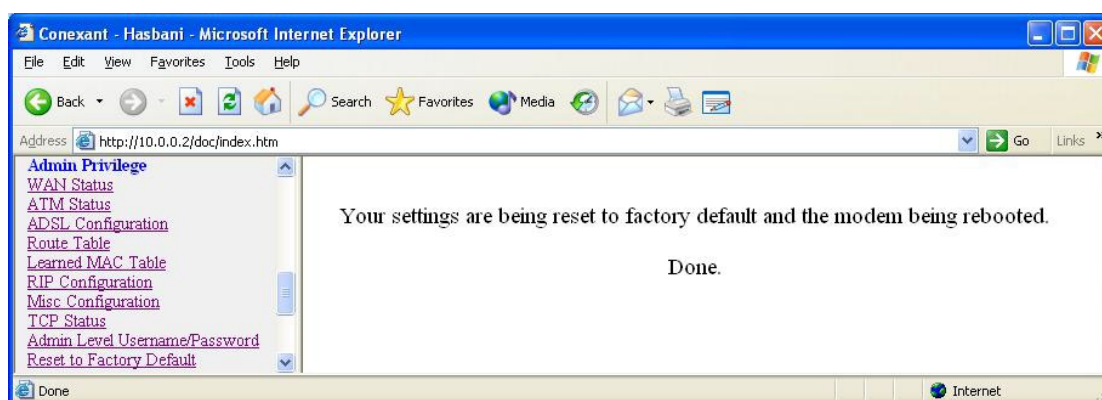 Conexant - Hasbani - Microsoft Internet Explorer
File Edit View Favorites Tools Help
Back Search Favorites Media
Address http://10.0.0.2/doc/index.htm Go Links »
Admin Privilege
WAN Status
ATM Status
ADSL Configuration
Route Table
Learned MAC Table
RIP Configuration
Misc Configuration
TCP Status
Admin Level Username/Password
Reset to Factory Default
Your settings are being reset to factory default and the modem being rebooted.
Done.
Done Internet